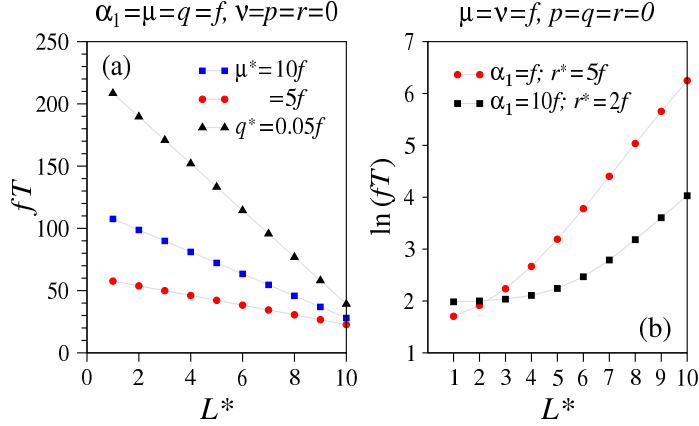 α₁=μ=q=f, ν=p=r=0
μ=ν=f, p=q=r=0
(a)
μ*=10f
=5f
q*=0.05f
fT
250
200
150
100
50
0
0 2 4 6 8 10
L*
α₁=f; r*=5f
α₁=10f; r*=2f
ln (fT)
7
6
5
4
3
2
1
(b)
1 2 3 4 5 6 7 8 9 10
L*